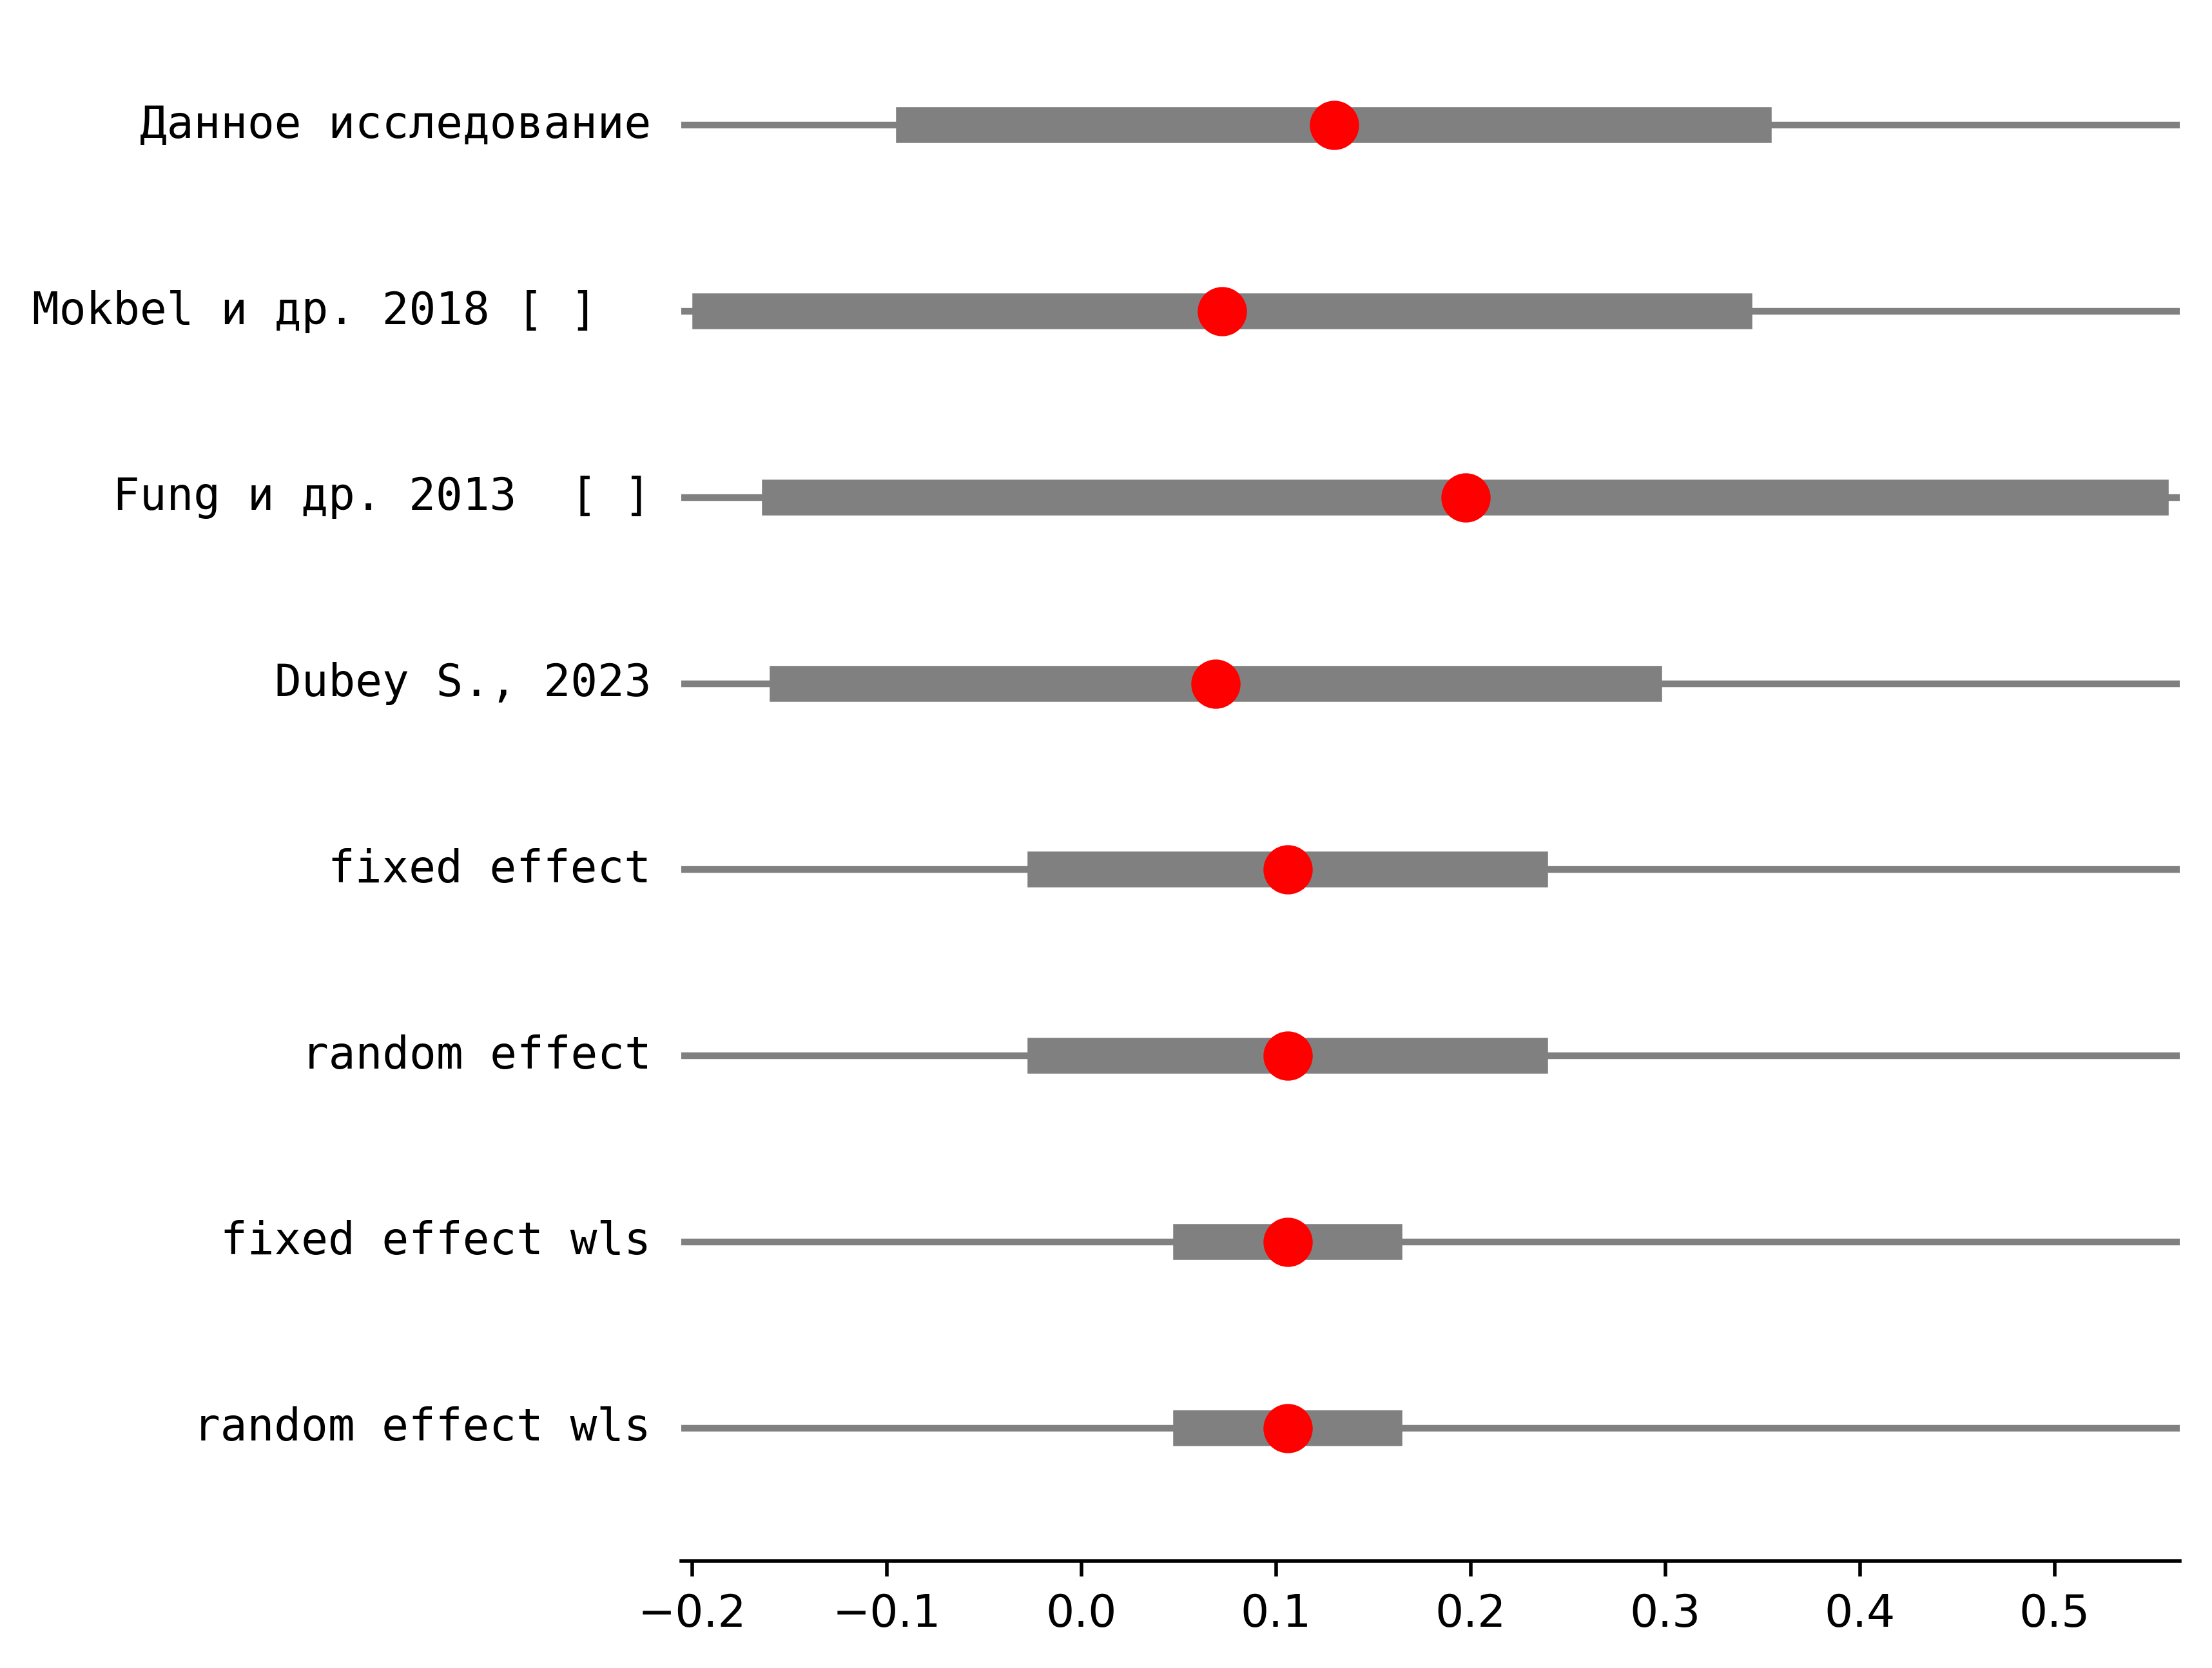 Данное исследование
Mokbel и др. 2018 [ ]
Fung и др. 2013  [ ]
Dubey S., 2023
fixed effect
random effect
fixed effect wls
random effect wls
−0.2 −0.1 0.0 0.1 0.2 0.3 0.4 0.5